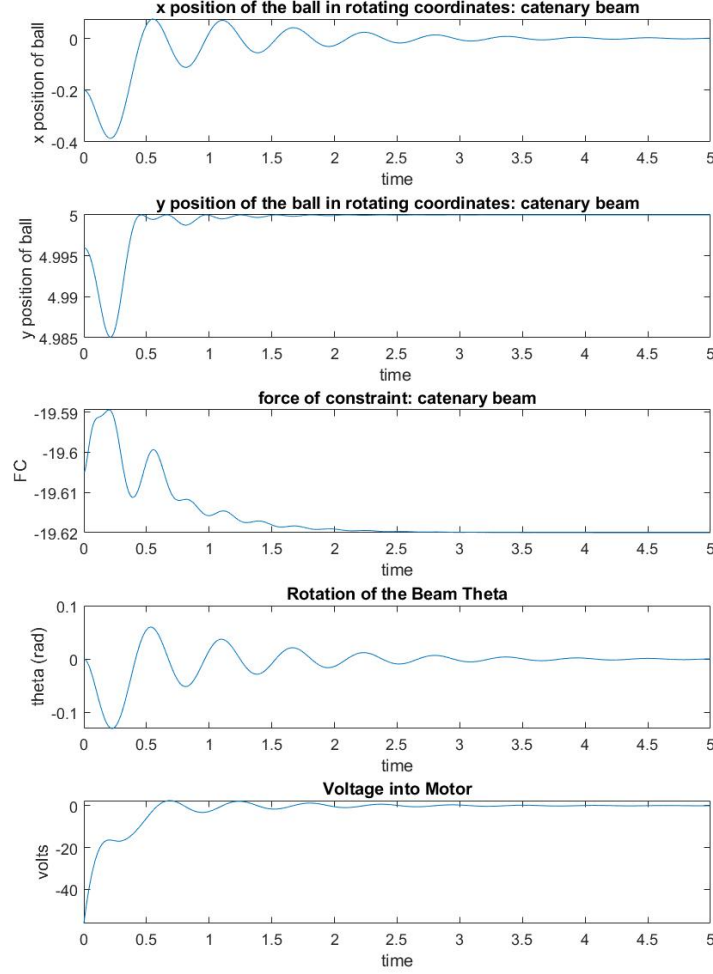 x position of the ball in rotating coordinates: catenary beam
x position of ball
0
-0.2
-0.4
0 0.5 1 1.5 2 2.5 3 3.5 4 4.5 5
time
y position of the ball in rotating coordinates: catenary beam
y position of ball
5
4.995
4.99
4.985
0 0.5 1 1.5 2 2.5 3 3.5 4 4.5 5
time
force of constraint: catenary beam
FC
-19.59
-19.6
-19.61
-19.62
0 0.5 1 1.5 2 2.5 3 3.5 4 4.5 5
time
Rotation of the Beam Theta
theta (rad)
0.1
0
-0.1
0 0.5 1 1.5 2 2.5 3 3.5 4 4.5 5
time
Voltage into Motor
volts
0
-20
-40
0 0.5 1 1.5 2 2.5 3 3.5 4 4.5 5
time